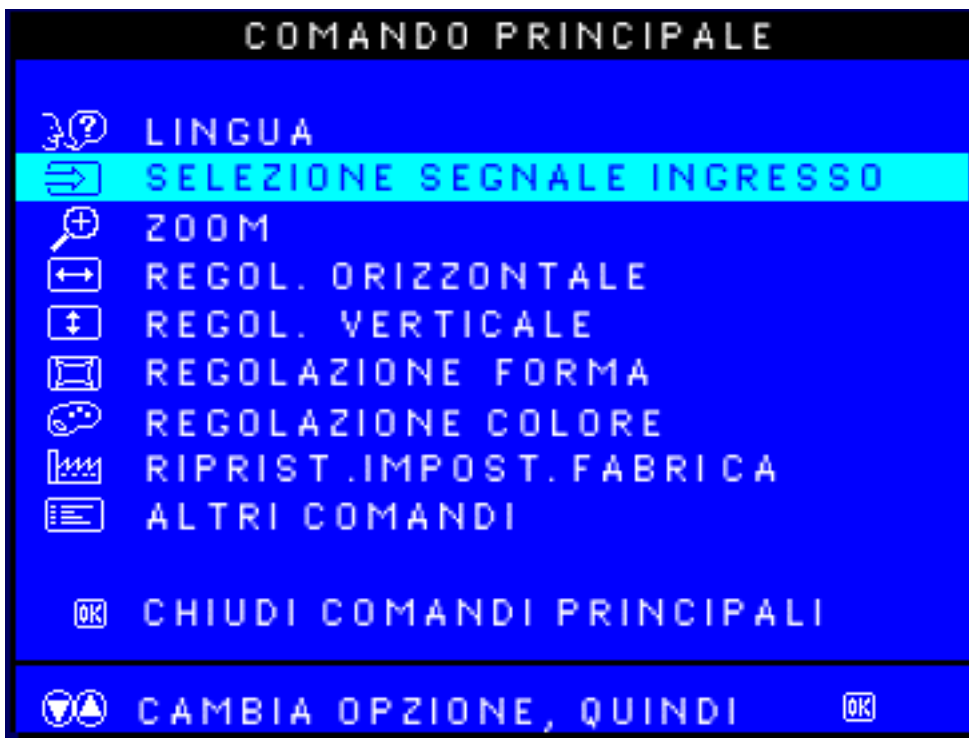 COMANDO PRINCIPALE
LINGUA
SELEZIONE SEGNALE INGRESSO
ZOOM
REGOL. ORIZZONTALE
REGOL. VERTICALE
REGOLAZIONE FORMA
REGOLAZIONE COLORE
RIPRIST.IMPOST.FABRICA
ALTRI COMANDI
OK CHIUDI COMANDI PRINCIPALI
CAMBIA OPZIONE, QUINDI OK